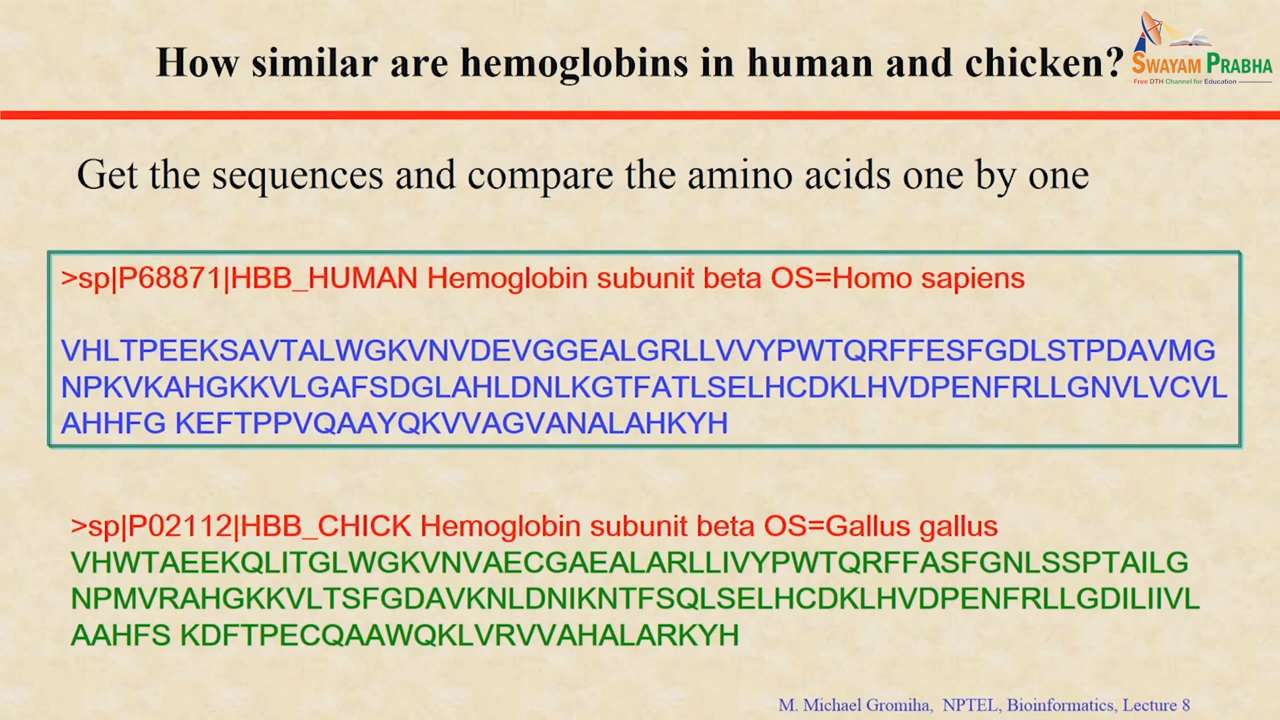 How similar are hemoglobins in human and chicken?
SWAYAM PRABHA
Free DTH Channel for Education
Get the sequences and compare the amino acids one by one
>sp|P68871|HBB_HUMAN Hemoglobin subunit beta OS=Homo sapiens
VHLTPEEKSAVTALWGKVNVDEVGGEALGRLLVVYPWTQRFFESFGDLSTPDAVMG
NPKVKAHGKKVLGAFSDGLAHLDNLKGTFATLSELHCDKLHVDPENFRLLGNVLVCVL
AHHFG KEFTPPVQAAYQKVVAGVANALAHKYH
>sp|P02112|HBB_CHICK Hemoglobin subunit beta OS=Gallus gallus
VHWTAEEKQLITGLWGKVNVAECGAEALARLLIVYPWTQRFFASFGNLSSPTAILG
NPMVRAHGKKVLTSFGDAVKNLDNIKNTFSQLSELHCDKLHVDPENFRLLGDILIIVL
AAHFS KDFTPECQAAWQKLVRVVAHALARKYH
M. Michael Gromiha, NPTEL, Bioinformatics, Lecture 8